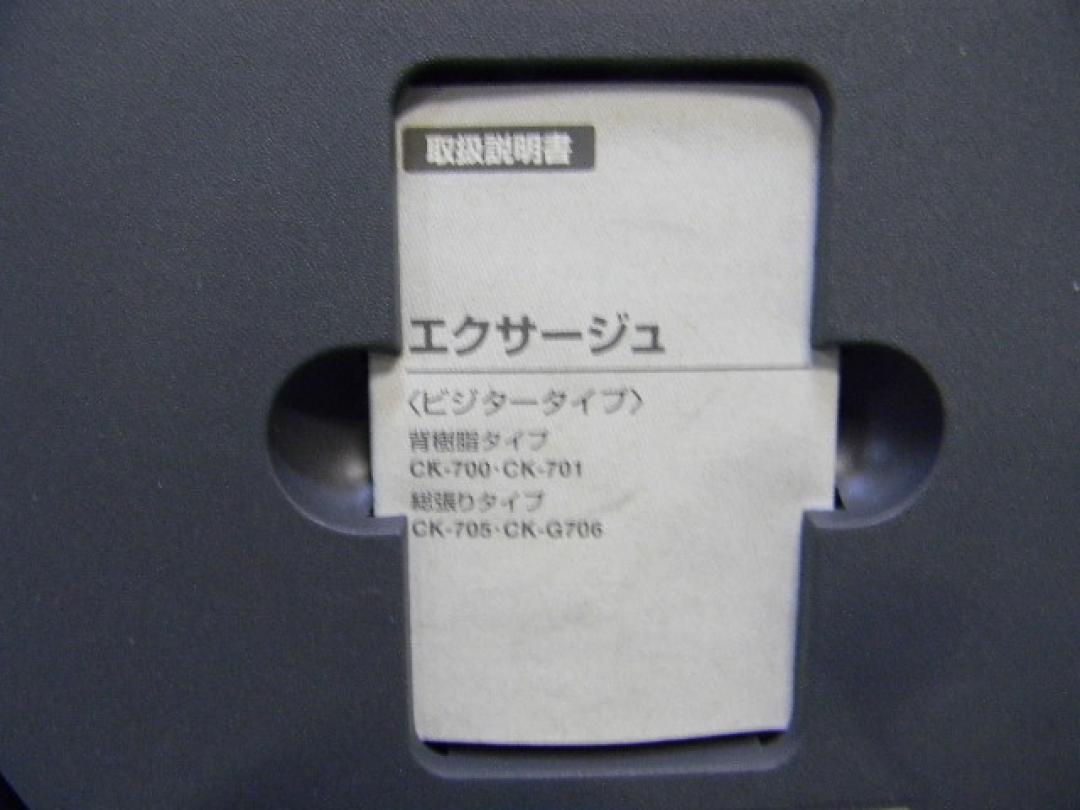 取扱説明書
エクサージュ
〈ビジタータイプ〉
背樹脂タイプ
CK-700·CK-701
総張りタイプ
CK-705·CK-G706